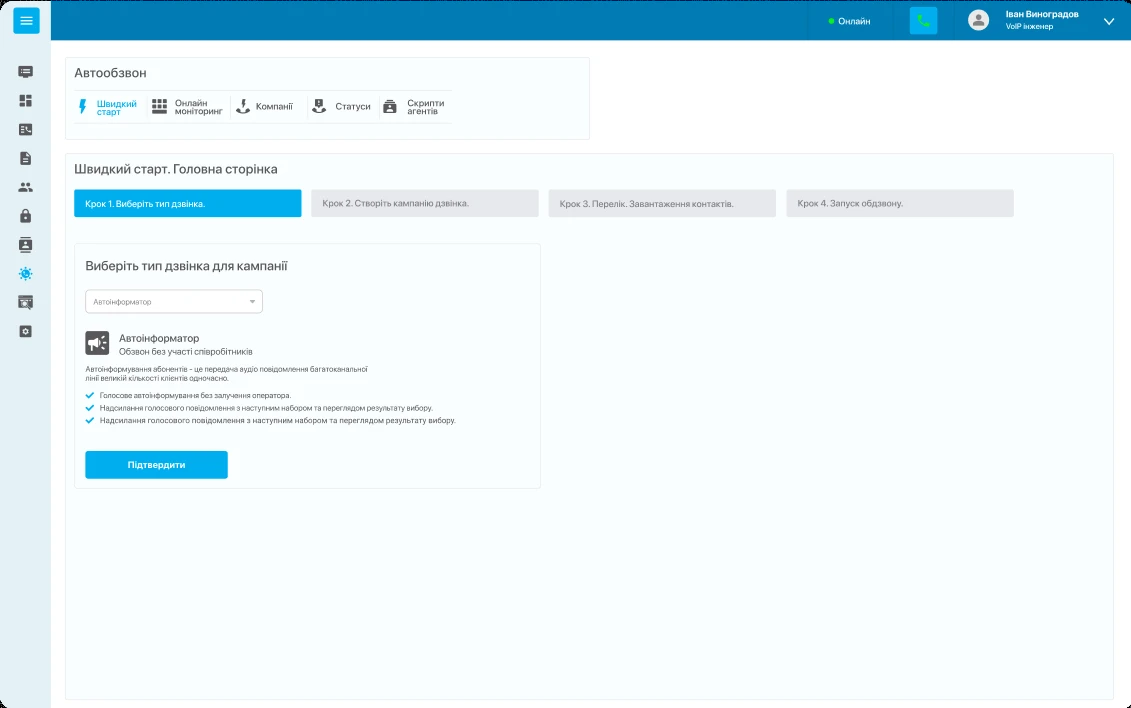 Онлайн
Іван Виноградов
VoIP інженер
Автообзвон
Швидкий
старт
Онлайн
моніторинг
Компанії
Статуси
Скрипти
агентів
Швидкий старт. Головна сторінка
Крок 1. Виберіть тип дзвінка.
Крок 2. Створіть кампанію дзвінка.
Крок 3. Перелік. Завантаження контактів.
Крок 4. Запуск обдзвону.
Виберіть тип дзвінка для кампанії
Автоінформатор
Автоінформатор
Обзвон без участі співробітників
Автоінформування абонентів - це передача аудіо повідомлення багатоканальної
лінії великій кількості клієнтів одночасно.
Голосове автоінформування без залучення оператора.
Надсилання голосового повідомлення з наступним набором та переглядом результату вибору.
Надсилання голосового повідомлення з наступним набором та переглядом результату вибору.
Підтвердити